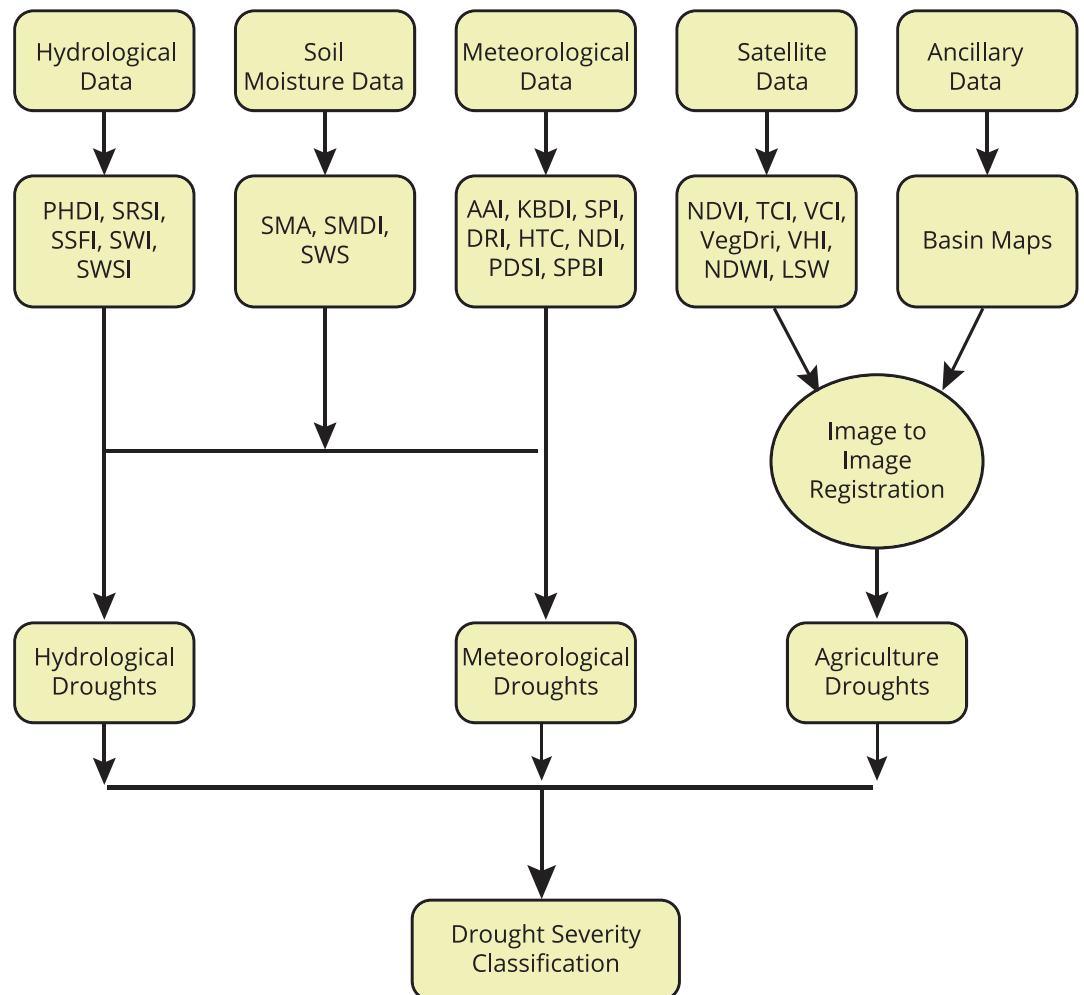 Hydrological
Data
Soil
Moisture Data
Meteorological
Data
Satellite
Data
Ancillary
Data
PHDI, SRSI,
SSFI, SWI,
SWSI
SMA, SMDI,
SWS
AAI, KBDI, SPI,
DRI, HTC, NDI,
PDSI, SPBI
NDVI, TCI, VCI,
VegDri, VHI,
NDWI, LSW
Basin Maps
Image to
Image
Registration
Hydrological
Droughts
Meteorological
Droughts
Agriculture
Droughts
Drought Severity
Classification